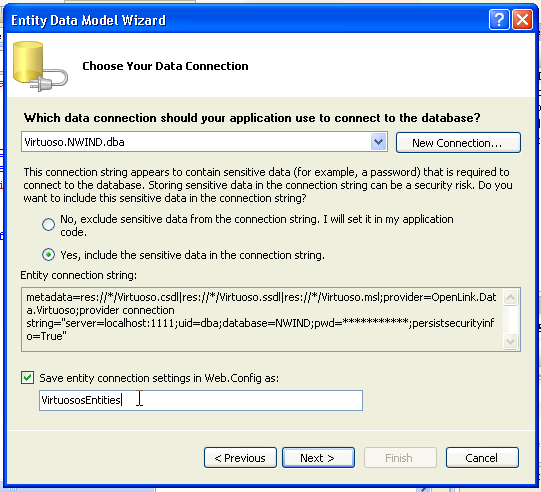 Entity Data Model Wizard
Choose Your Data Connection
Which data connection should your application use to connect to the database?
Virtuoso.NWIND.dba
New Connection...
This connection string appears to contain sensitive data (for example, a password) that is required to
connect to the database. Storing sensitive data in the connection string can be a security risk. Do you
want to include this sensitive data in the connection string?
No, exclude sensitive data from the connection string. I will set it in my application
code.
Yes, include the sensitive data in the connection string.
Entity connection string:
metadata=res://*/Virtuoso.csdl|res://*/Virtuoso.ssdl|res://*/Virtuoso.msl;provider=OpenLink.Dat
a.Virtuoso;provider connection
string="server=localhost:1111;uid=dba;database=NWIND;pwd=***********;persistsecurityinf
o=True"
Save entity connection settings in Web.Config as:
VirtuososEntities
< Previous
Next >
Finish
Cancel